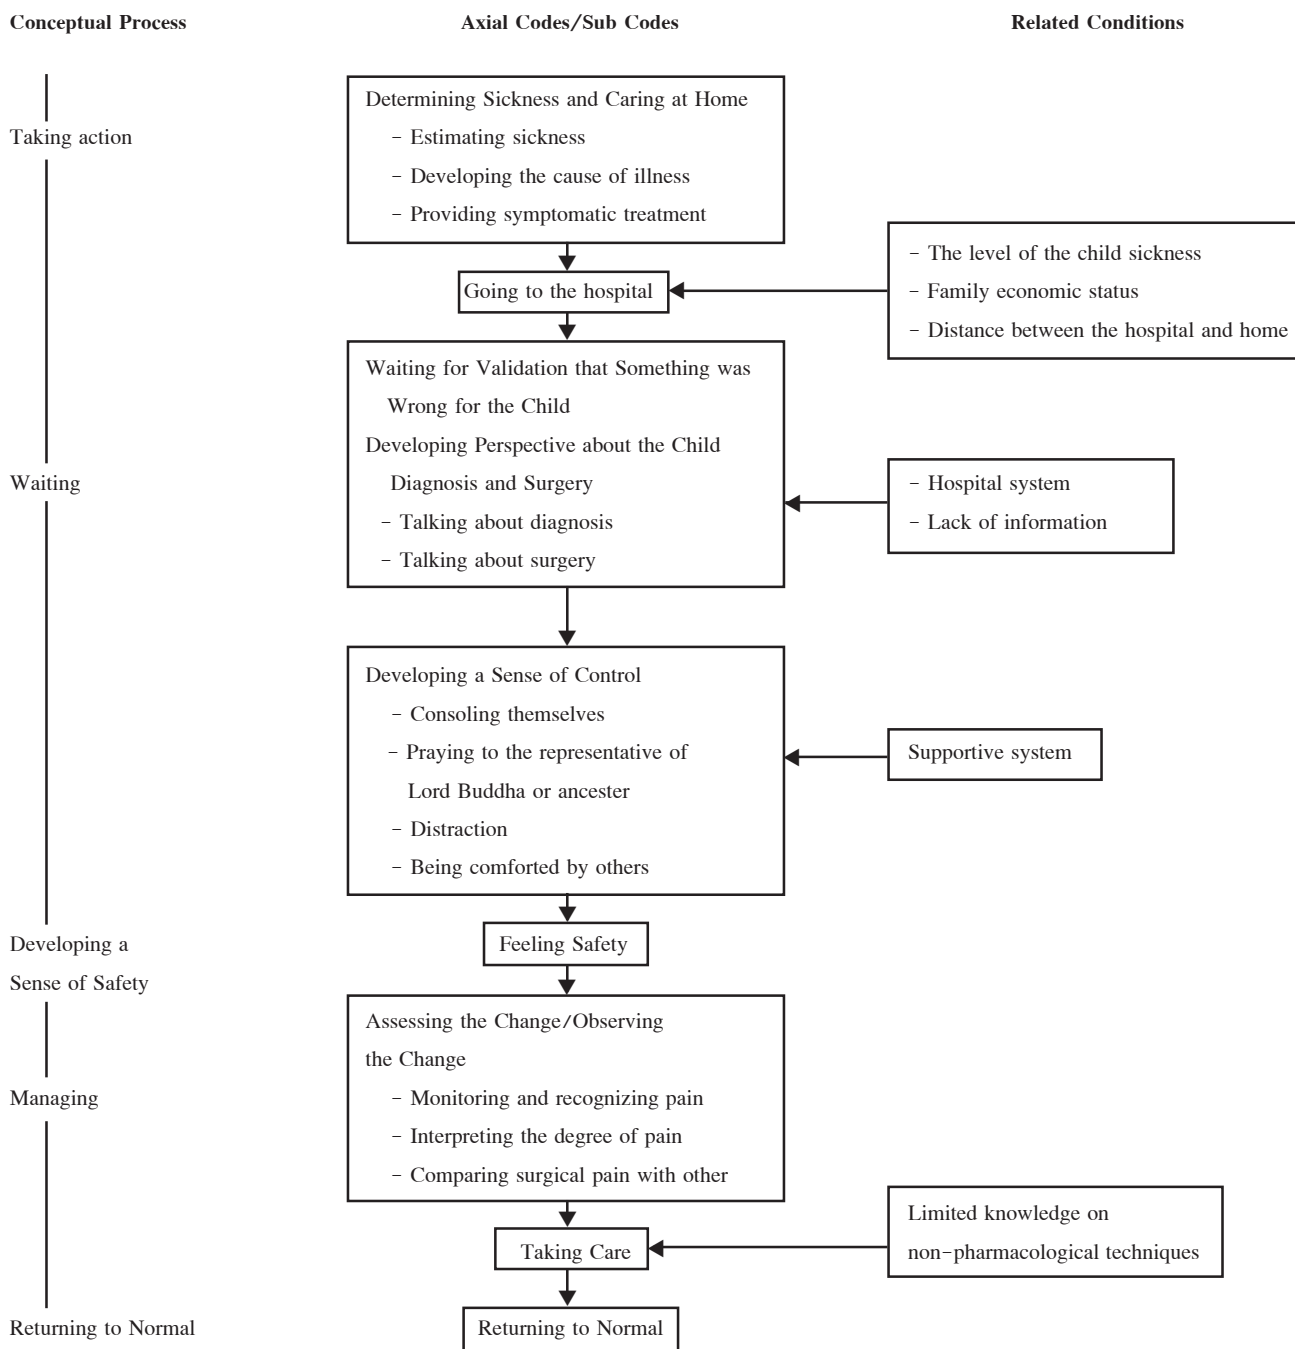 Conceptual Process
Axial Codes/Sub Codes
Related Conditions
Taking action
Determining Sickness and Caring at Home
- Estimating sickness
- Developing the cause of illness
- Providing symptomatic treatment
Going to the hospital
- The level of the child sickness
- Family economic status
- Distance between the hospital and home
Waiting
Waiting for Validation that Something was
Wrong for the Child
Developing Perspective about the Child
Diagnosis and Surgery
- Talking about diagnosis
- Talking about surgery
- Hospital system
- Lack of information
Developing a Sense of Control
- Consoling themselves
- Praying to the representative of
Lord Buddha or ancester
- Distraction
- Being comforted by others
Supportive system
Developing a
Sense of Safety
Feeling Safety
Managing
Assessing the Change/Observing
the Change
- Monitoring and recognizing pain
- Interpreting the degree of pain
- Comparing surgical pain with other
Taking Care
Limited knowledge on
non-pharmacological techniques
Returning to Normal
Returning to Normal